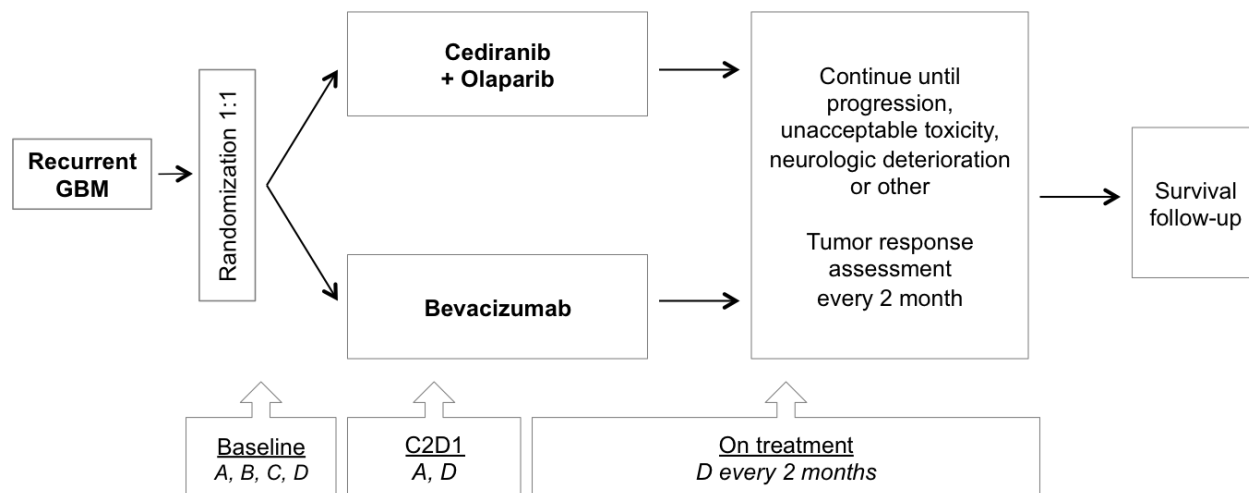 Recurrent
GBM
Randomization 1:1
Cediranib
+ Olaparib
Bevacizumab
Continue until
progression,
unacceptable toxicity,
neurologic deterioration
or other
Tumor response
assessment
every 2 month
Survival
follow-up
Baseline
A, B, C, D
C2D1
A, D
On treatment
D every 2 months